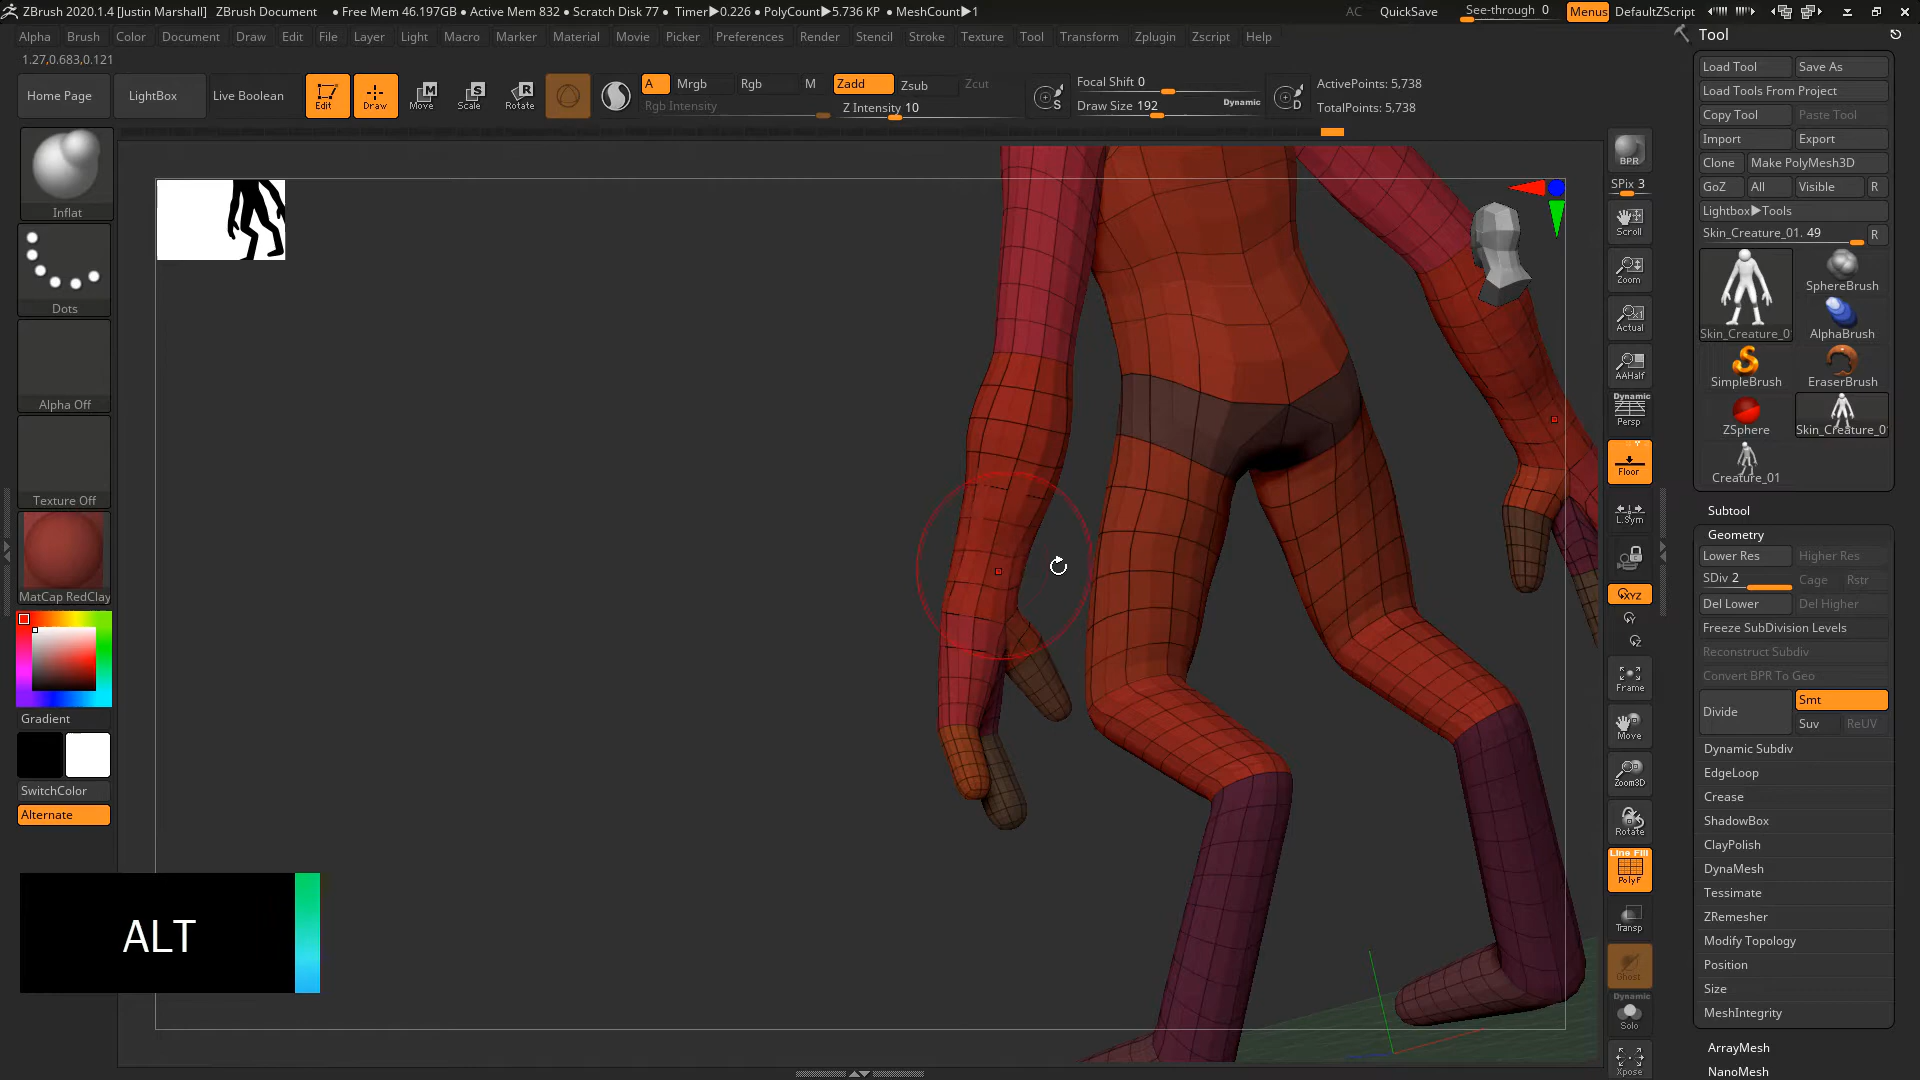 ZBrush 2020.1.4 [Justin Marshall] ZBrush Document ● Free Mem 46.197GB ● Active Mem 832 ● Scratch Disk 77 ● Timer▶0.226 ● PolyCount▶5.736 KP ● MeshCount▶1 AC QuickSave See-through 0 Menus DefaultZScript
Alpha Brush Color Document Draw Edit File Layer Light Macro Marker Material Movie Picker Preferences Render Stencil Stroke Texture Tool Transform Zplugin Zscript Help
1.27,0.683,0.121
Home Page LightBox Live Boolean Edit Draw Move Scale Rotate
A Mrgb Rgb M Zadd Zsub Zcut
Rgb Intensity Z Intensity 10
Focal Shift 0
Draw Size 192 Dynamic
ActivePoints: 5,738
TotalPoints: 5,738
Inflat
Dots
Alpha Off
Texture Off
MatCap RedClay
Gradient
SwitchColor
Alternate
ALT
BPR
SPix 3
Scroll
Zoom
Actual
AAHalf
Dynamic
Persp
Floor
L.Sym
XYZ
Frame
Move
Zoom3D
Rotate
Line Fill
PolyF
Transp
Ghost
Dynamic
Solo
Xpose
Tool
Load Tool Save As
Load Tools From Project
Copy Tool Paste Tool
Import Export
Clone Make PolyMesh3D
GoZ All Visible R
Lightbox▶Tools
Skin_Creature_01. 49 R
Skin_Creature_0
SphereBrush
AlphaBrush
SimpleBrush EraserBrush
ZSphere Skin_Creature_0
Creature_01
Subtool
Geometry
Lower Res Higher Res
SDiv 2 Cage Rstr
Del Lower Del Higher
Freeze SubDivision Levels
Reconstruct Subdiv
Convert BPR To Geo
Divide Smt
Suv ReUV
Dynamic Subdiv
EdgeLoop
Crease
ShadowBox
ClayPolish
DynaMesh
Tessimate
ZRemesher
Modify Topology
Position
Size
MeshIntegrity
ArrayMesh
NanoMesh